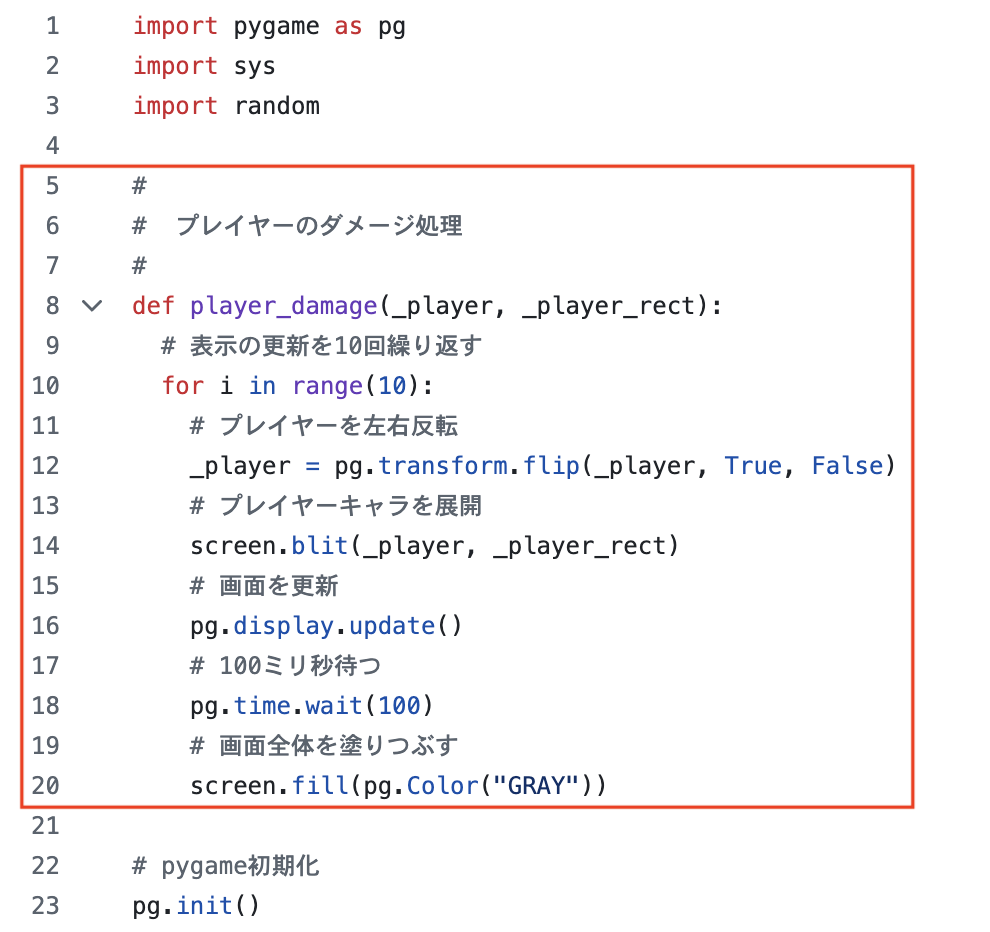 1 import pygame as pg
2 import sys
3 import random
4
5 #
6 #  プレイヤーのダメージ処理
7 #
8 def player_damage(_player, _player_rect):
9   # 表示の更新を10回繰り返す
10   for i in range(10):
11     # プレイヤーを左右反転
12     _player = pg.transform.flip(_player, True, False)
13     # プレイヤーキャラを展開
14     screen.blit(_player, _player_rect)
15     # 画面を更新
16     pg.display.update()
17     # 100ミリ秒待つ
18     pg.time.wait(100)
19     # 画面全体を塗りつぶす
20     screen.fill(pg.Color("GRAY"))
21
22 # pygame初期化
23 pg.init()